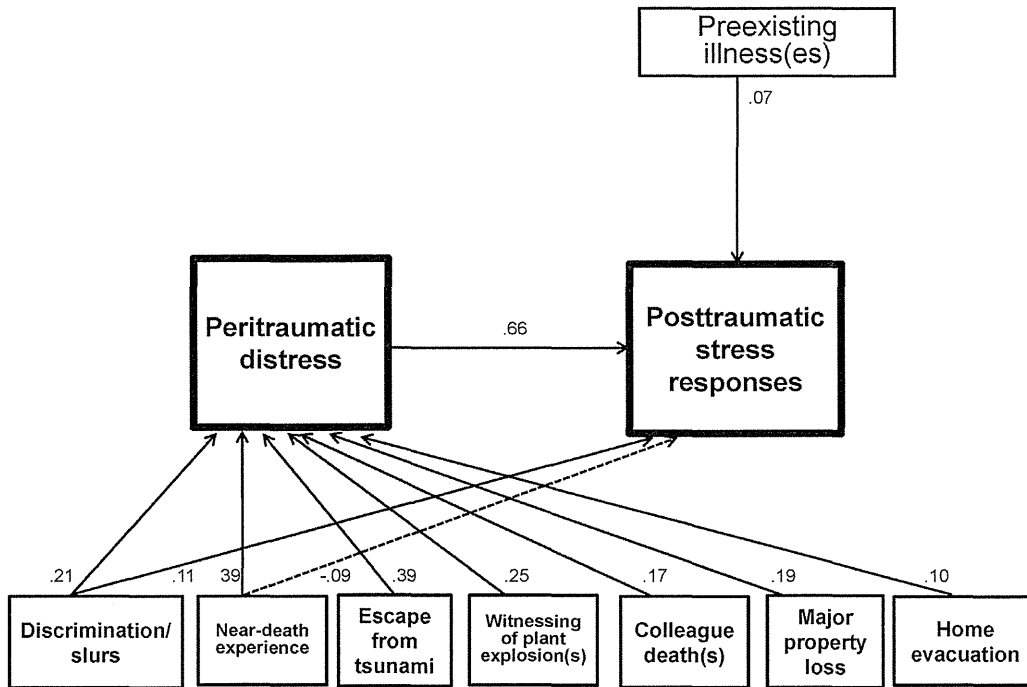 Preexisting
illness(es)
.07
Peritraumatic
distress
.66
Posttraumatic
stress
responses
.21
.11
39
-.09
.39
.25
.17
.19
.10
Discrimination/
slurs
Near-death
experience
Escape
from
tsunami
Witnessing
of plant
explosion(s)
Colleague
death(s)
Major
property
loss
Home
evacuation